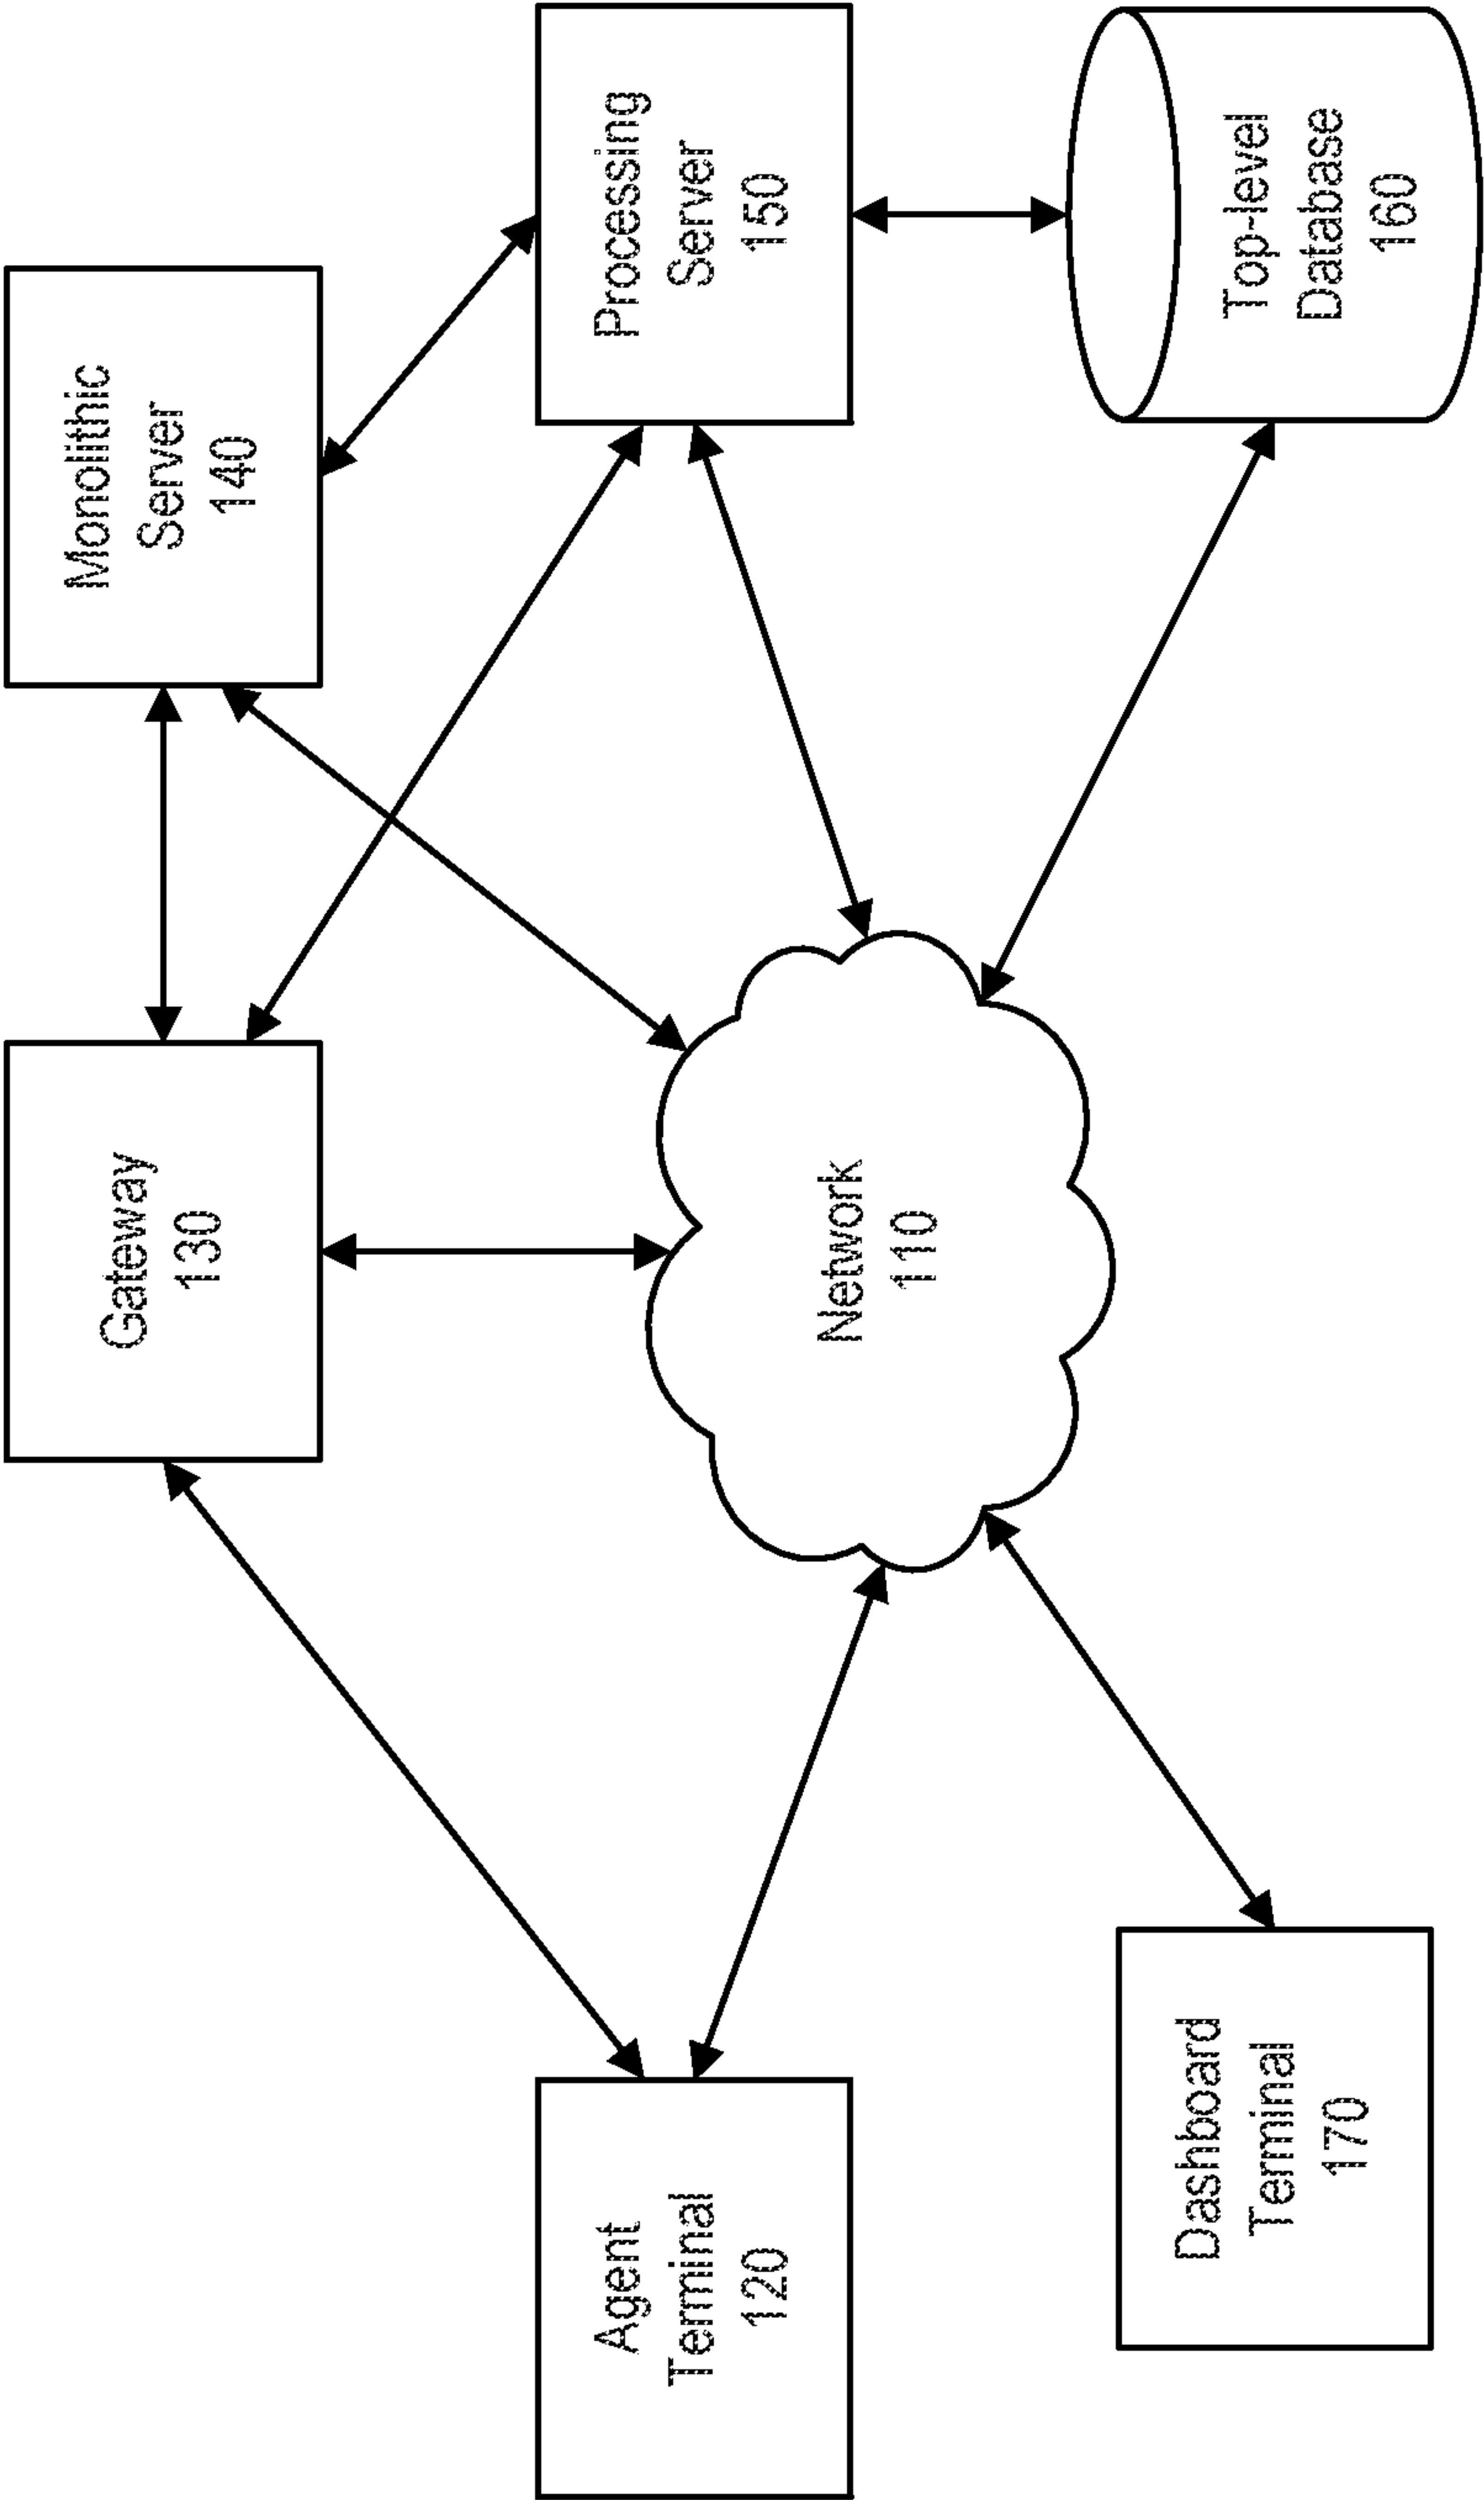 Gateway
130
Monolithic
Server
140
Agent
Terminal
120
Network
110
Processing
Server
150
Dashboard
Terminal
170
Top-level
Database
160